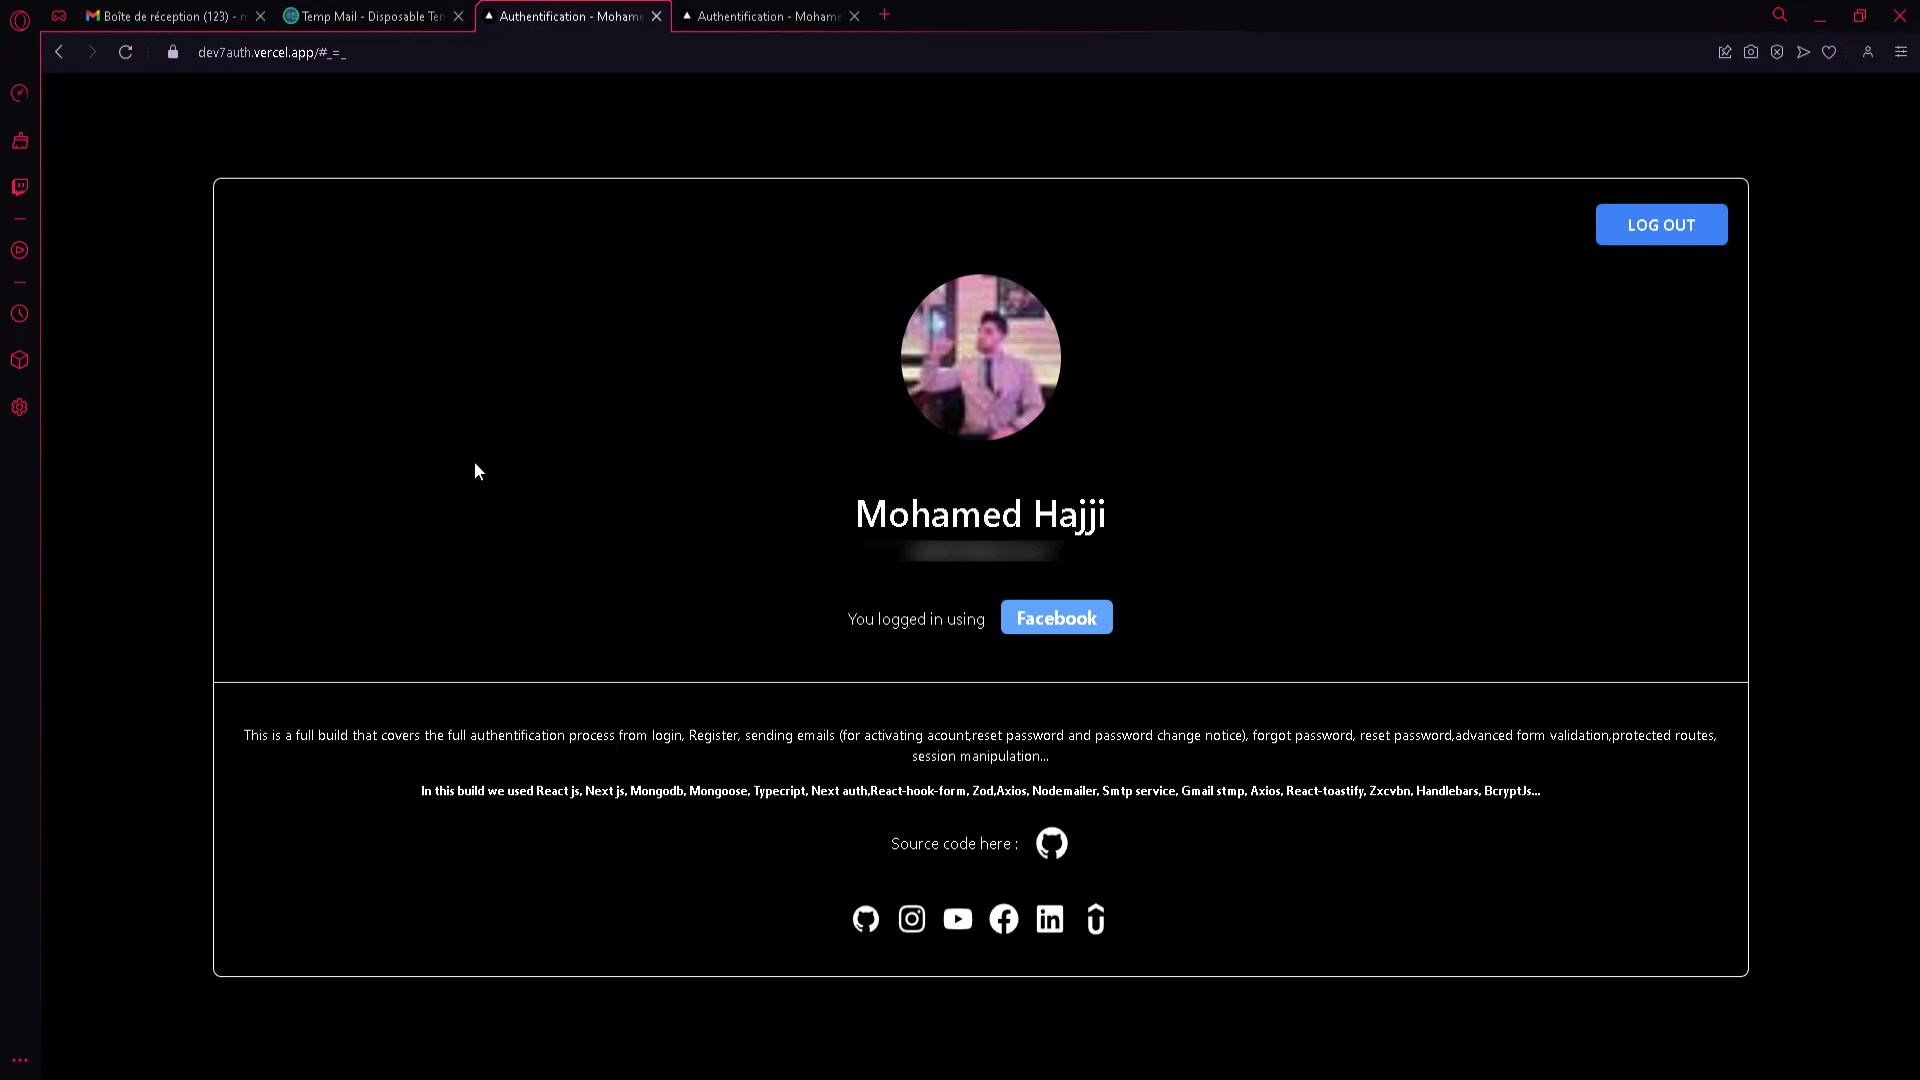 Boîte de réception (123) -
Temp Mail - Disposable Ten
Authentification - Mohame
Authentification - Mohame
dev7auth.vercel.app/#_=_
LOG OUT
Mohamed Hajji
You logged in using
Facebook
This is a full build that covers the full authentification process from login, Register, sending emails (for activating acount,reset password and password change notice), forgot password, reset password,advanced form validation,protected routes,
session manipulation...
In this build we used React js, Next js, Mongodb, Mongoose, Typecript, Next auth,React-hook-form, Zod,Axios, Nodemailer, Smtp service, Gmail stmp, Axios, React-toastify, Zxcvbn, Handlebars, BcryptJs...
Source code here :